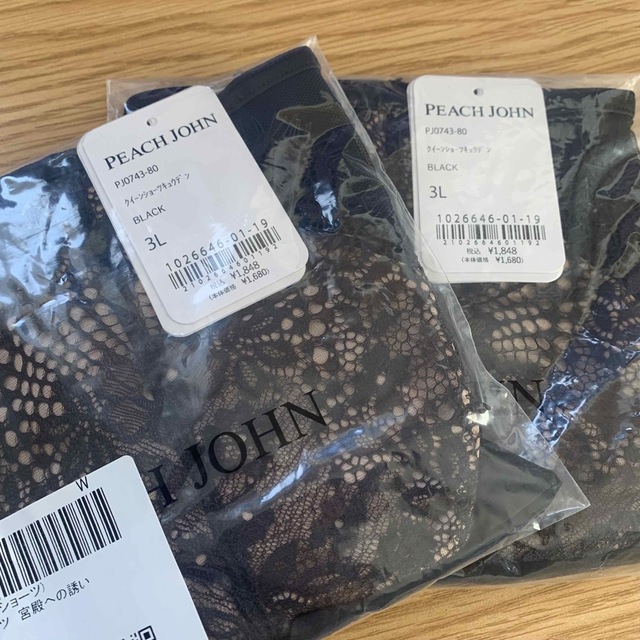 PEACH JOHN
PJ0743-80
クイーンショーツキュウデン
BLACK
3L
1026646-01-19
2102664601192
税込 ¥1,848
(本体価格 ¥1,680)
PEACH JOHN
PJ0743-80
クイーンショーツキュウデン
BLACK
3L
1026646-01-19
2102664601192
税込 ¥1,848
(本体価格 ¥1,680)
H JOHN
W
ショーツ)
ツ 宮殿への誘い